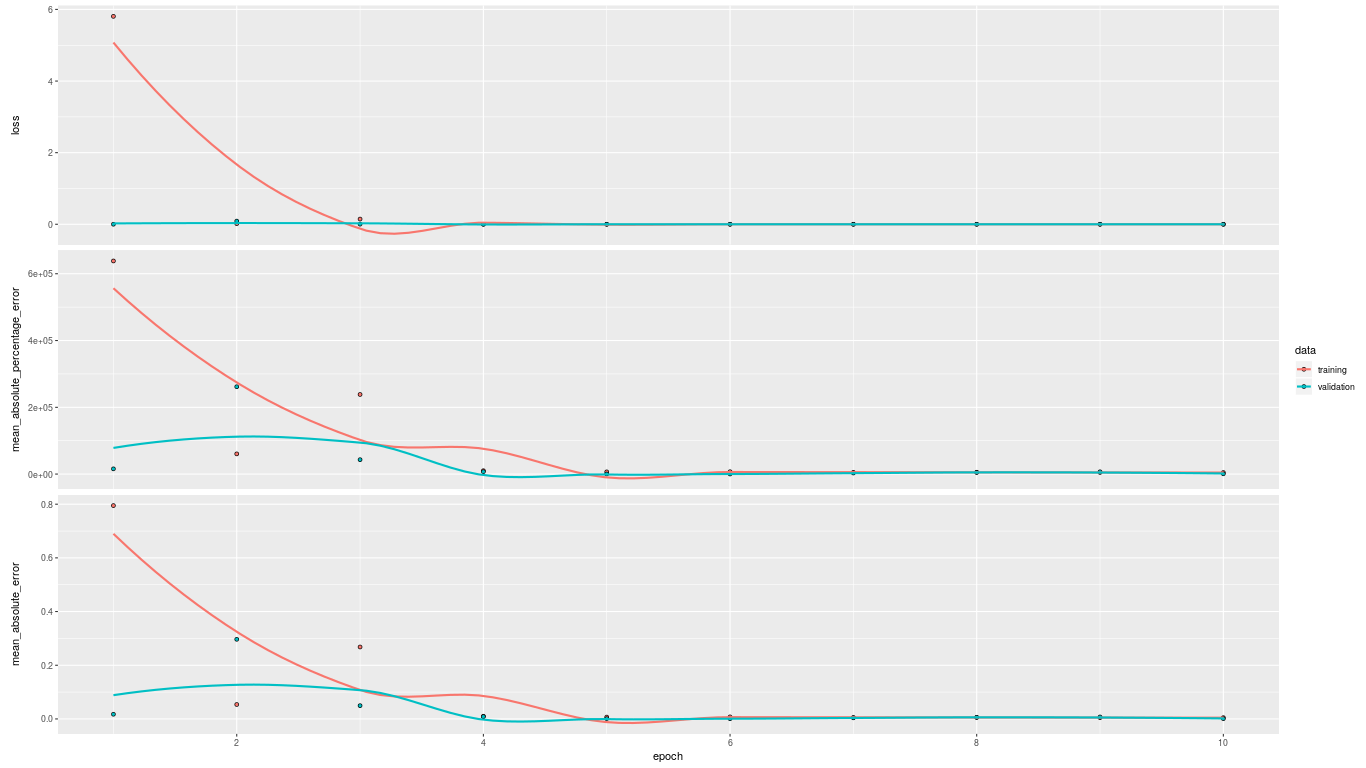 6
4
2
0
loss
6e+05
4e+05
2e+05
0e+00
mean_absolute_percentage_error
0.8
0.6
0.4
0.2
0.0
mean_absolute_error
2
4
6
8
10
epoch
data
training
validation